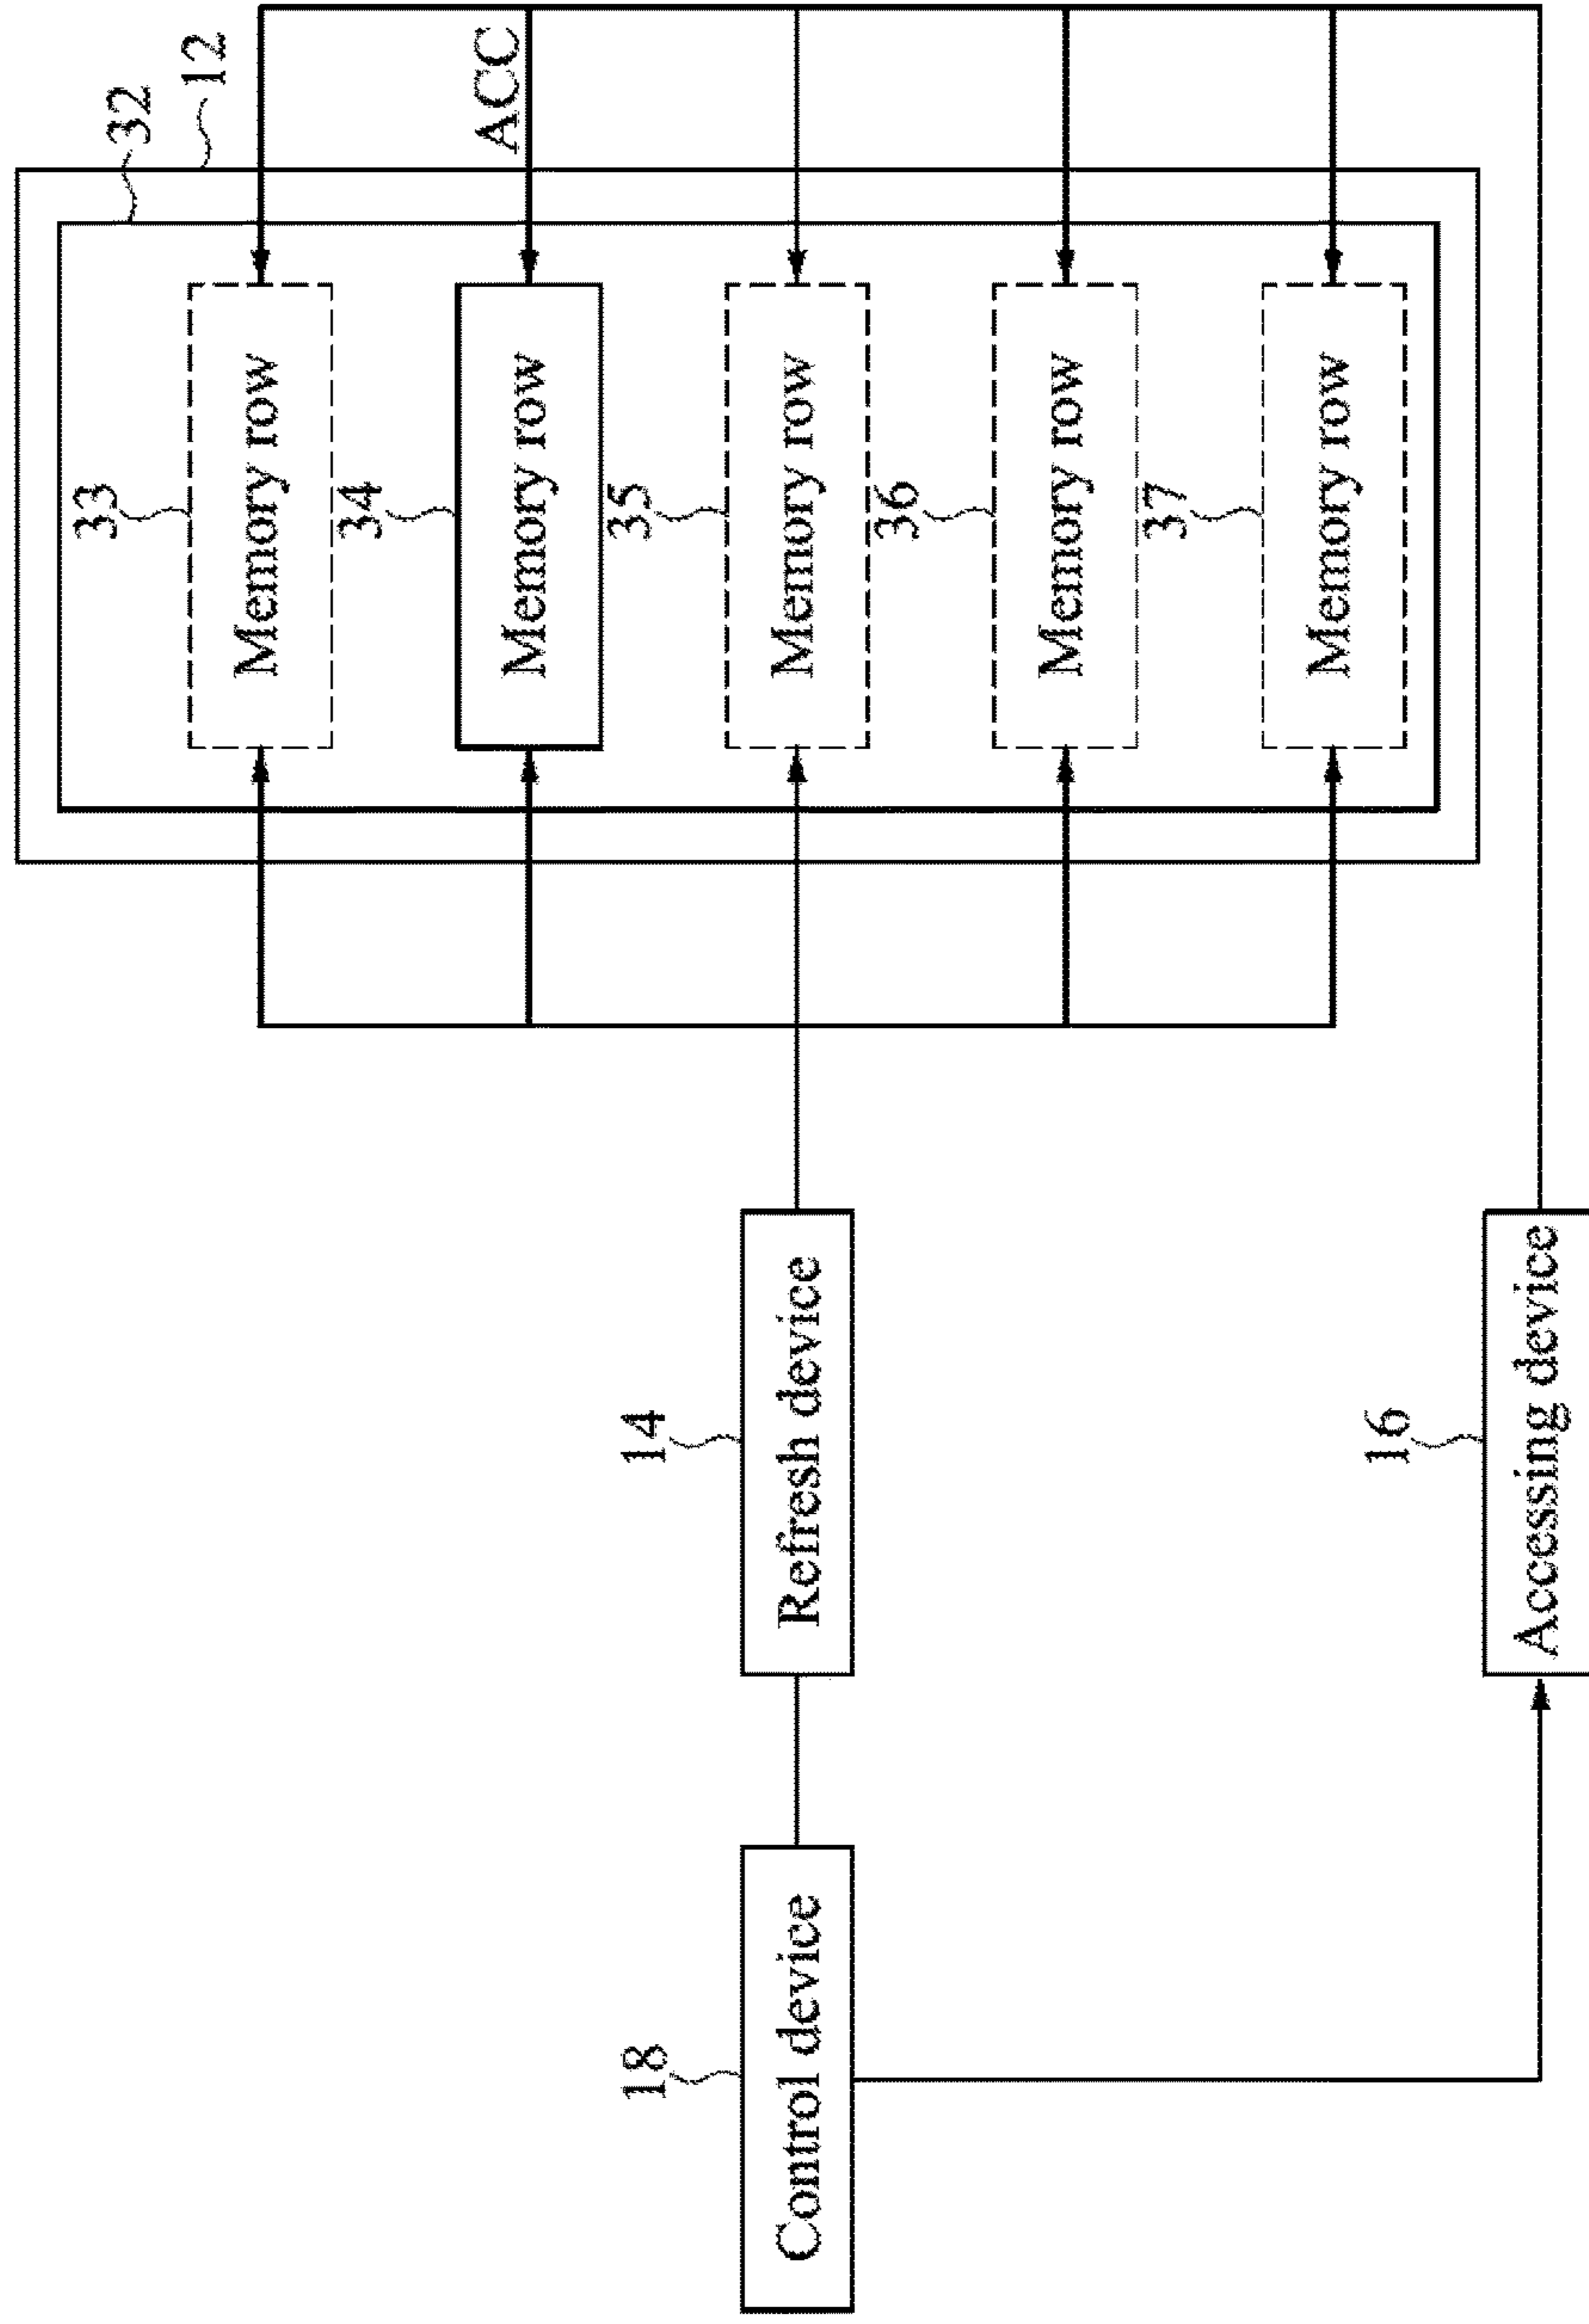 12
32
ACC
33
Memory row
34
Memory row
35
Memory row
36
Memory row
37
Memory row
14
Refresh device
16
Accessing device
18
Control device